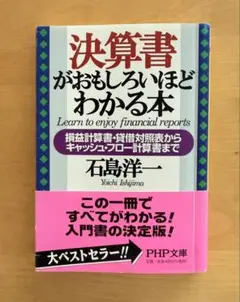 決算書
がおもしろいほど
わかる本
Learn to enjoy financial reports
損益計算書・貸借対照表から
キャッシュ・フロー計算書まで
石島洋一
Yoichi Ishijima
この一冊で
すべてがわかる!
入門書の決定版!
大ベストセラー!!
PHP文庫